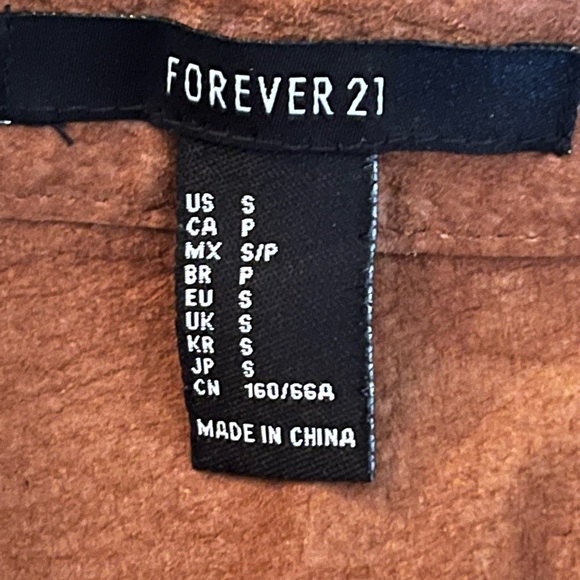 FOREVER 21
US S
CA P
MX S/P
BR P
EU S
UK S
KR S
JP S
CN 160/66A
MADE IN CHINA